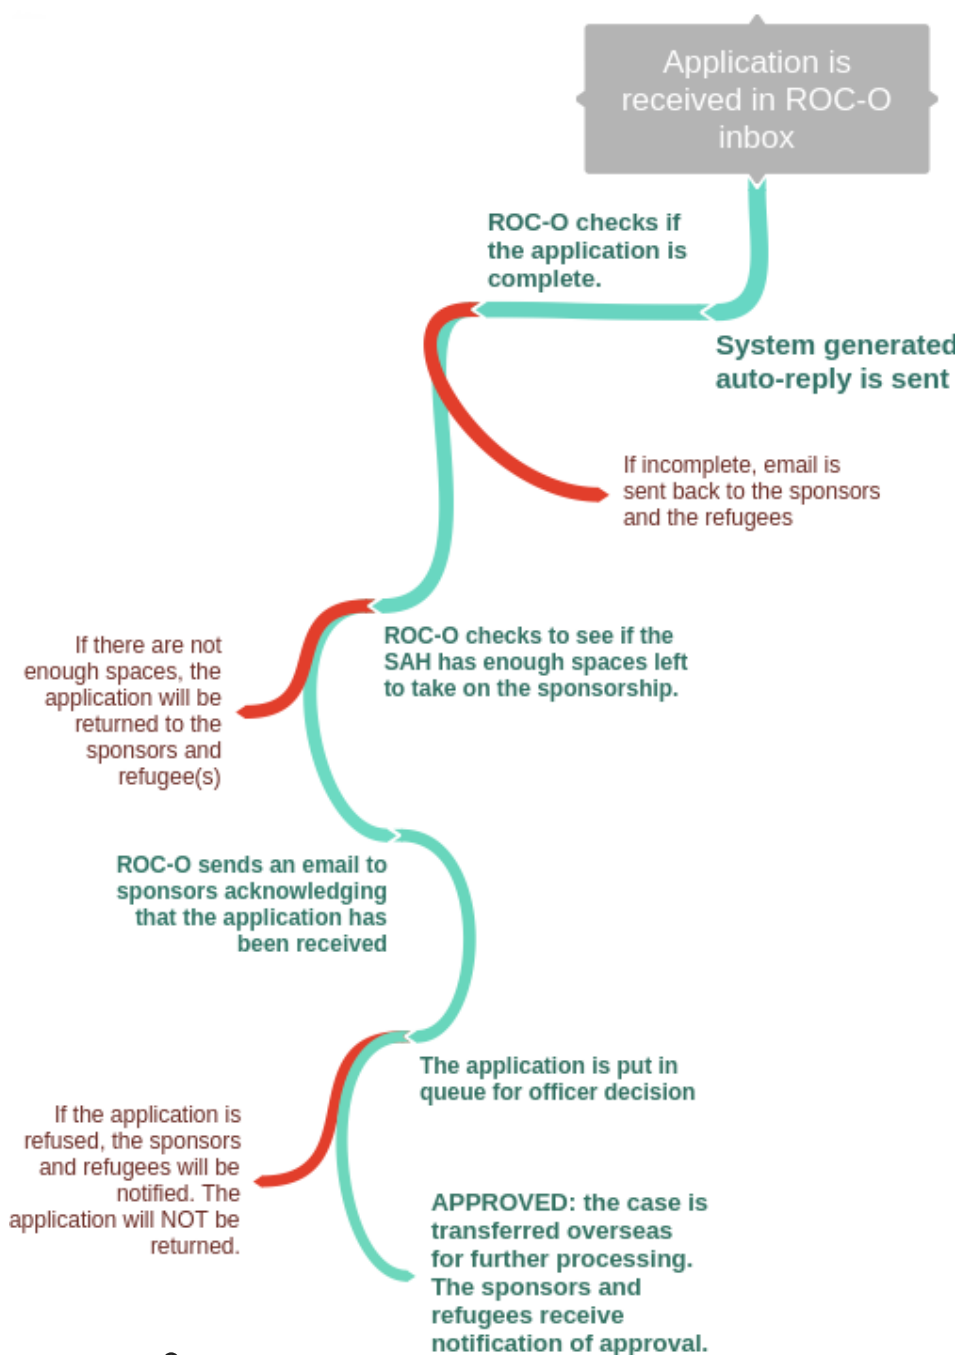 Application is
received in ROC-O
inbox
ROC-O checks if
the application is
complete.
System generated
auto-reply is sent
If incomplete, email is
sent back to the sponsors
and the refugees
ROC-O checks to see if the
SAH has enough spaces left
to take on the sponsorship.
If there are not
enough spaces, the
application will be
returned to the
sponsors and
refugee(s)
ROC-O sends an email to
sponsors acknowledging
that the application has
been received
The application is put in
queue for officer decision
If the application is
refused, the sponsors
and refugees will be
notified. The
application will NOT be
returned.
APPROVED: the case is
transferred overseas
for further processing.
The sponsors and
refugees receive
notification of approval.